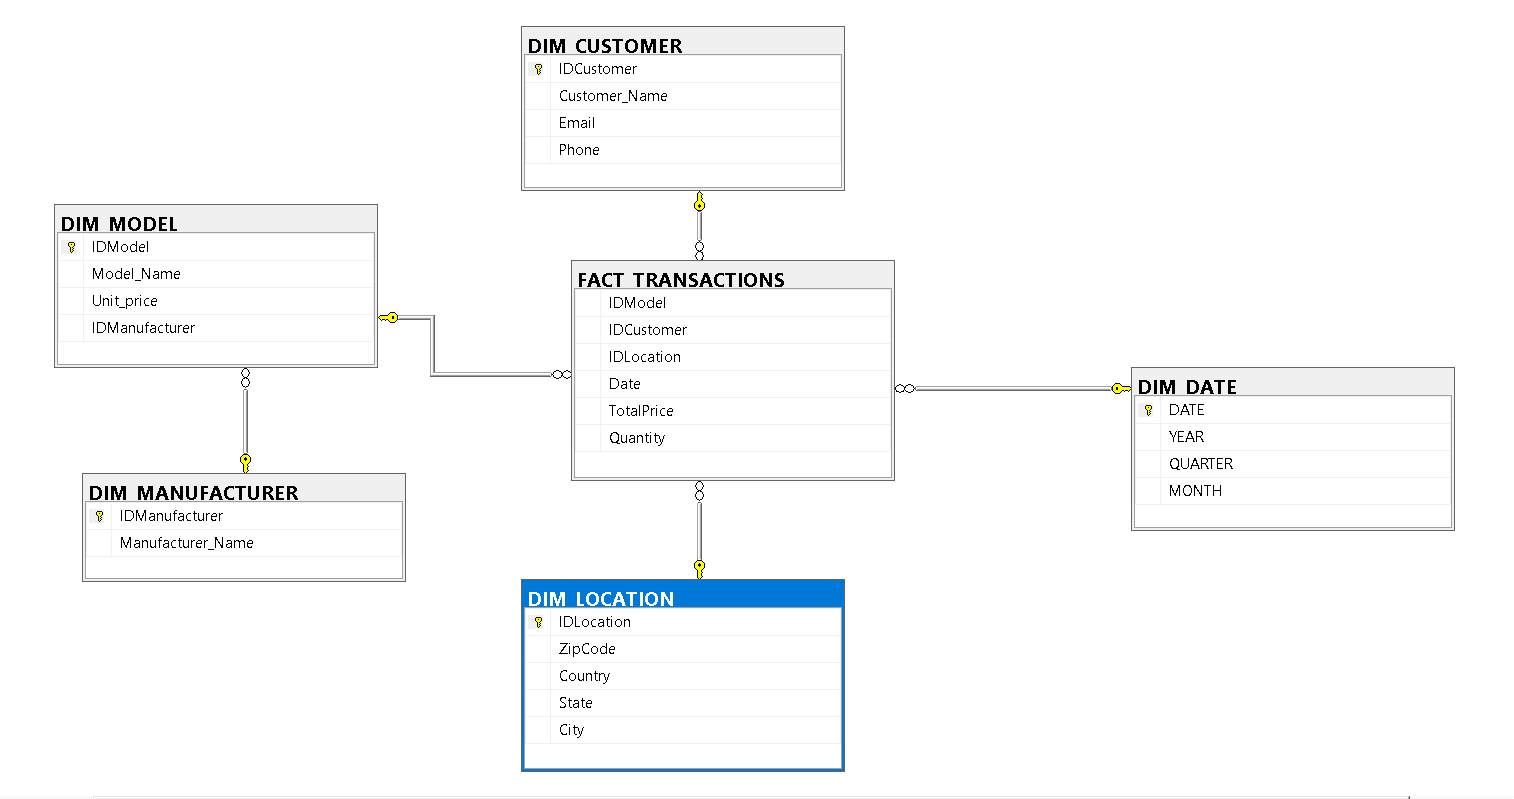 DIM_CUSTOMER
IDCustomer
Customer_Name
Email
Phone
DIM_MODEL
IDModel
Model_Name
Unit_price
IDManufacturer
FACT_TRANSACTIONS
IDModel
IDCustomer
IDLocation
Date
TotalPrice
Quantity
DIM_DATE
DATE
YEAR
QUARTER
MONTH
DIM_MANUFACTURER
IDManufacturer
Manufacturer_Name
DIM_LOCATION
IDLocation
ZipCode
Country
State
City